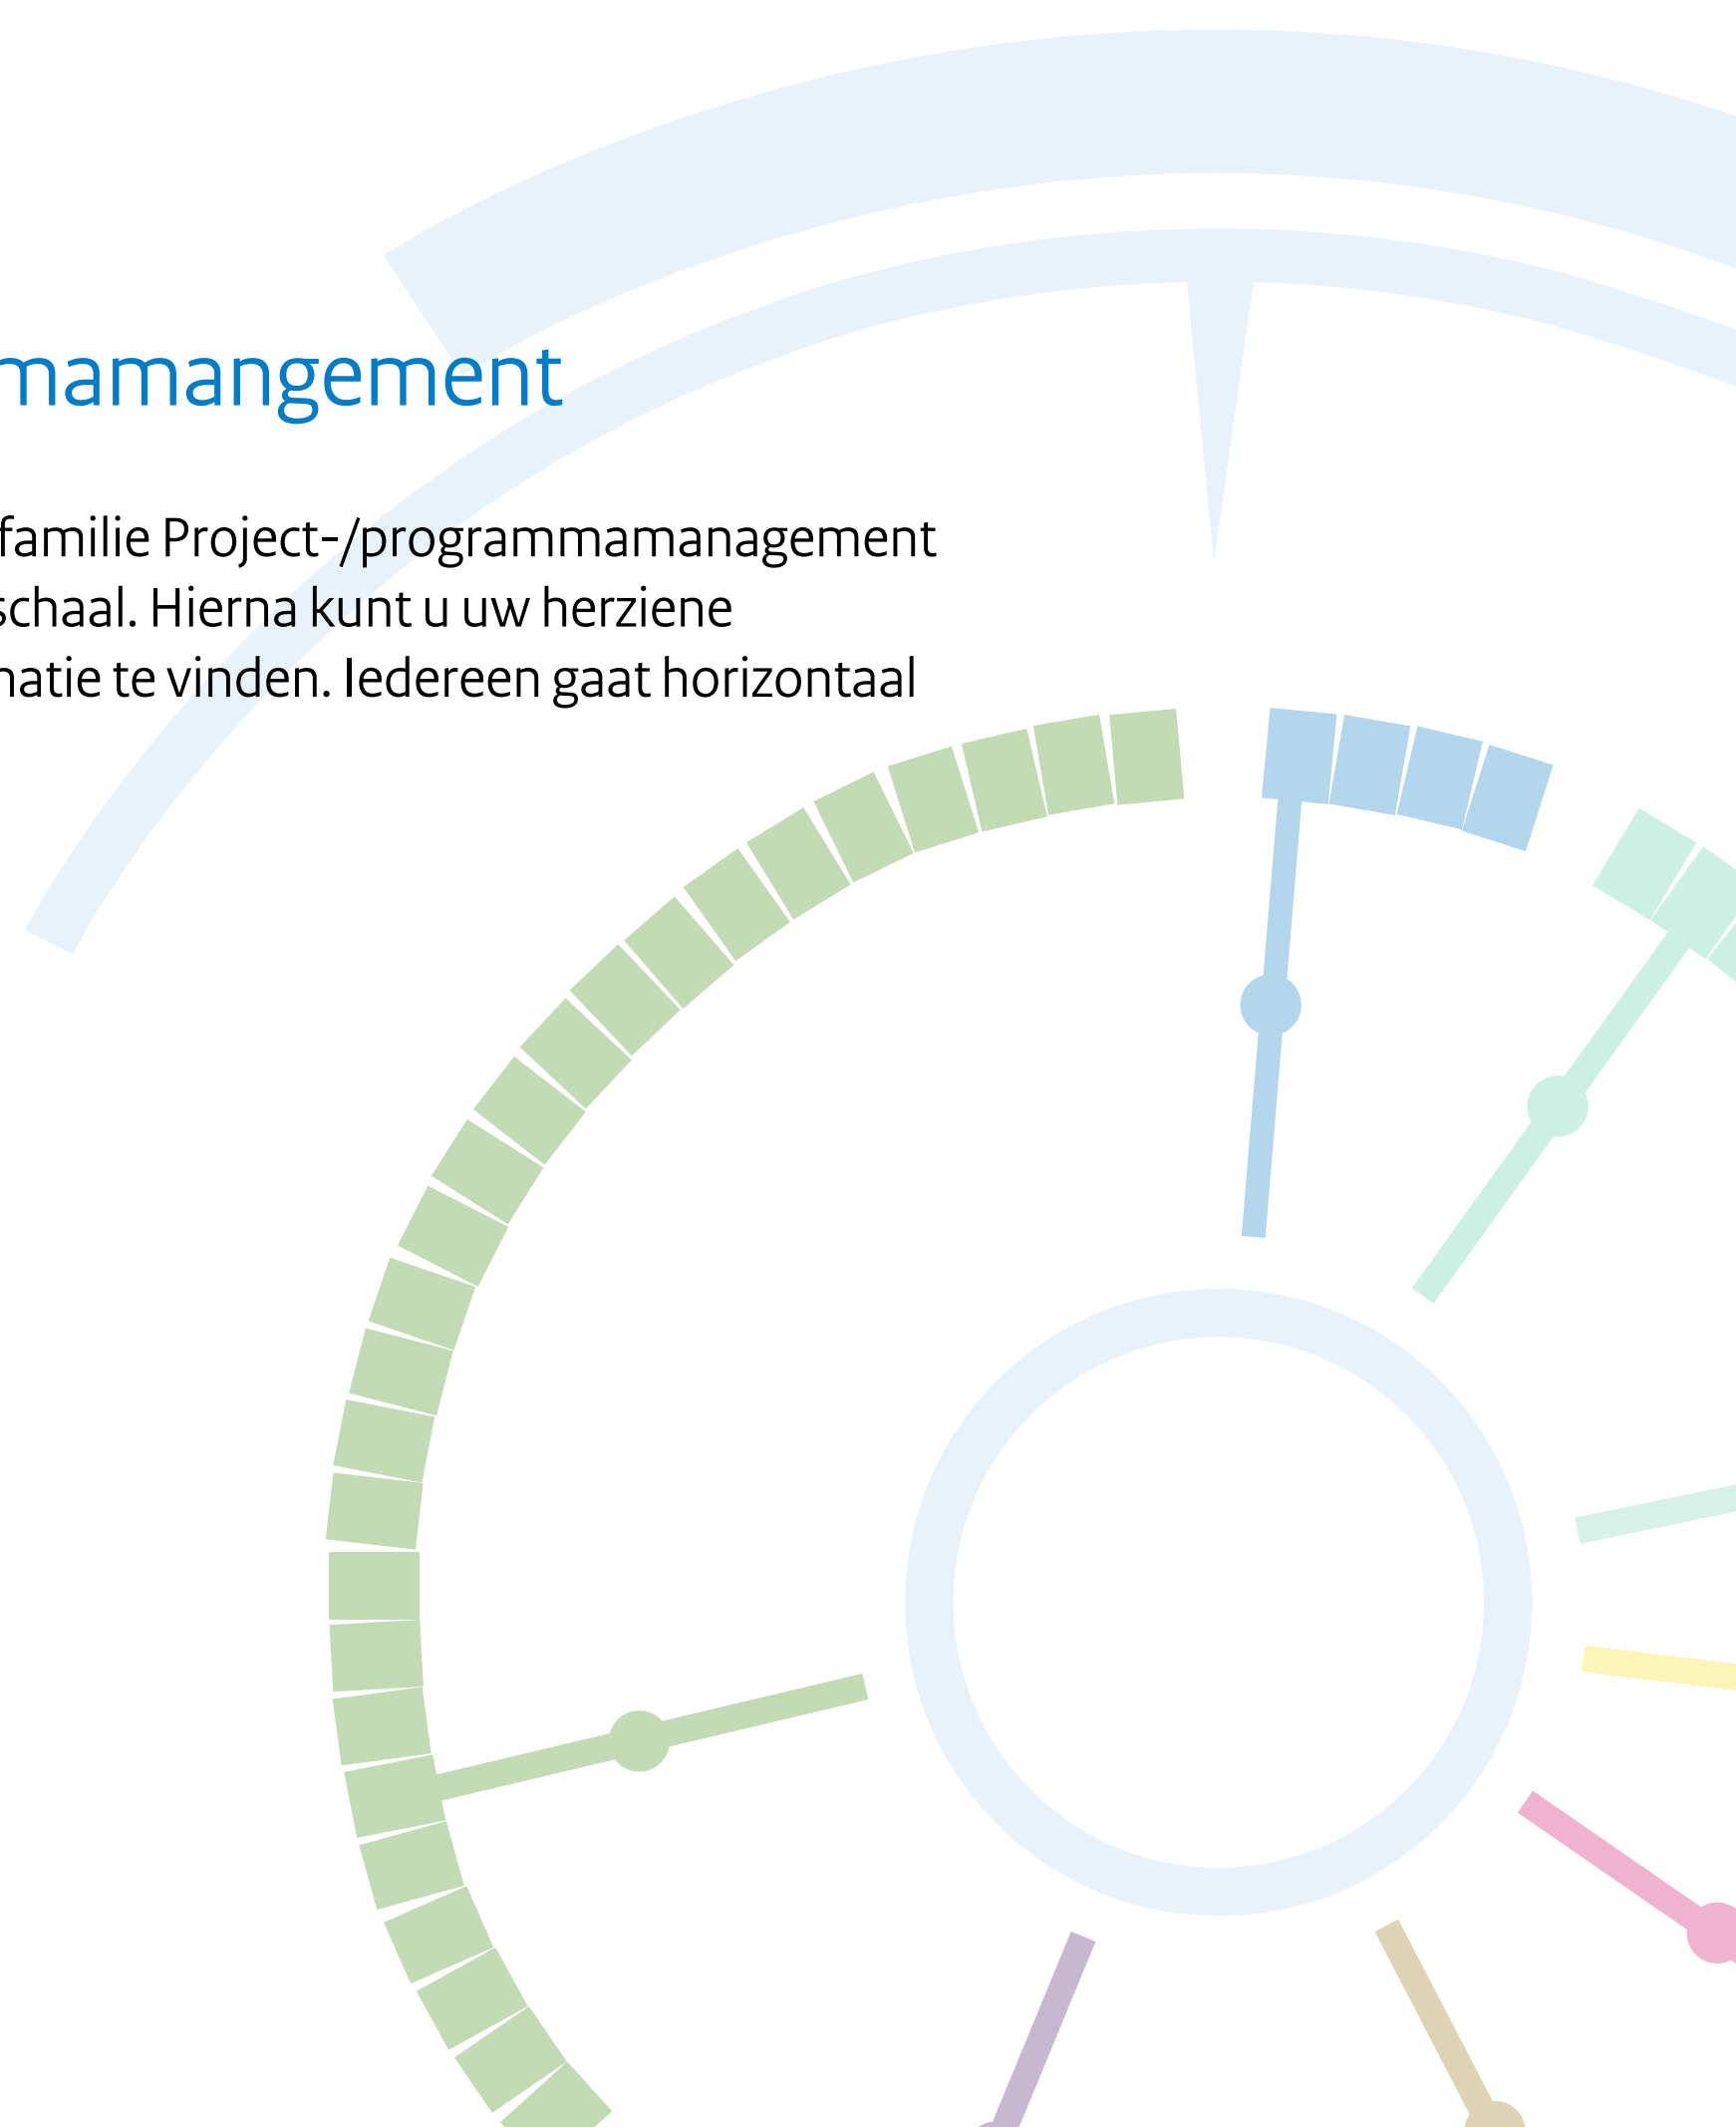 mamangement
familie Project-/programmamanagement
schaal. Hierna kunt u uw herziene
natie te vinden. Iedereen gaat horizontaal